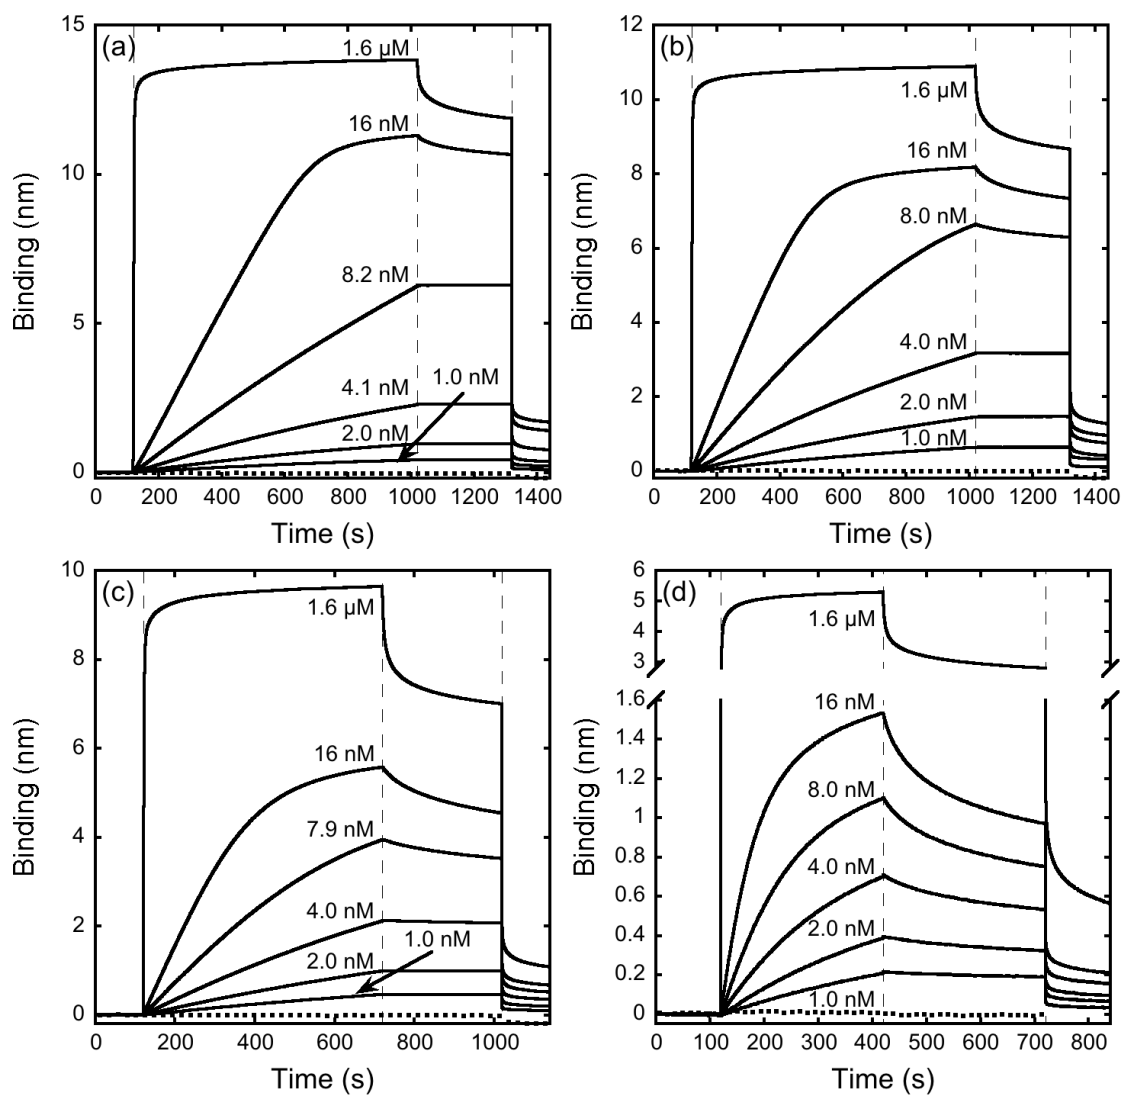 (a)
15
10
5
0
Binding (nm)
1.6 µM
16 nM
8.2 nM
4.1 nM
1.0 nM
2.0 nM
0 200 400 600 800 1000 1200 1400
Time (s)
(b)
12
10
8
6
4
2
0
Binding (nm)
1.6 µM
16 nM
8.0 nM
4.0 nM
2.0 nM
1.0 nM
0 200 400 600 800 1000 1200 1400
Time (s)
(c)
10
8
6
4
2
0
Binding (nm)
1.6 µM
16 nM
7.9 nM
4.0 nM
1.0 nM
2.0 nM
0 200 400 600 800 1000
Time (s)
(d)
6
5
4
3
1.6
1.4
1.2
1
0.8
0.6
0.4
0.2
0
Binding (nm)
1.6 µM
16 nM
8.0 nM
4.0 nM
2.0 nM
1.0 nM
0 100 200 300 400 500 600 700 800
Time (s)